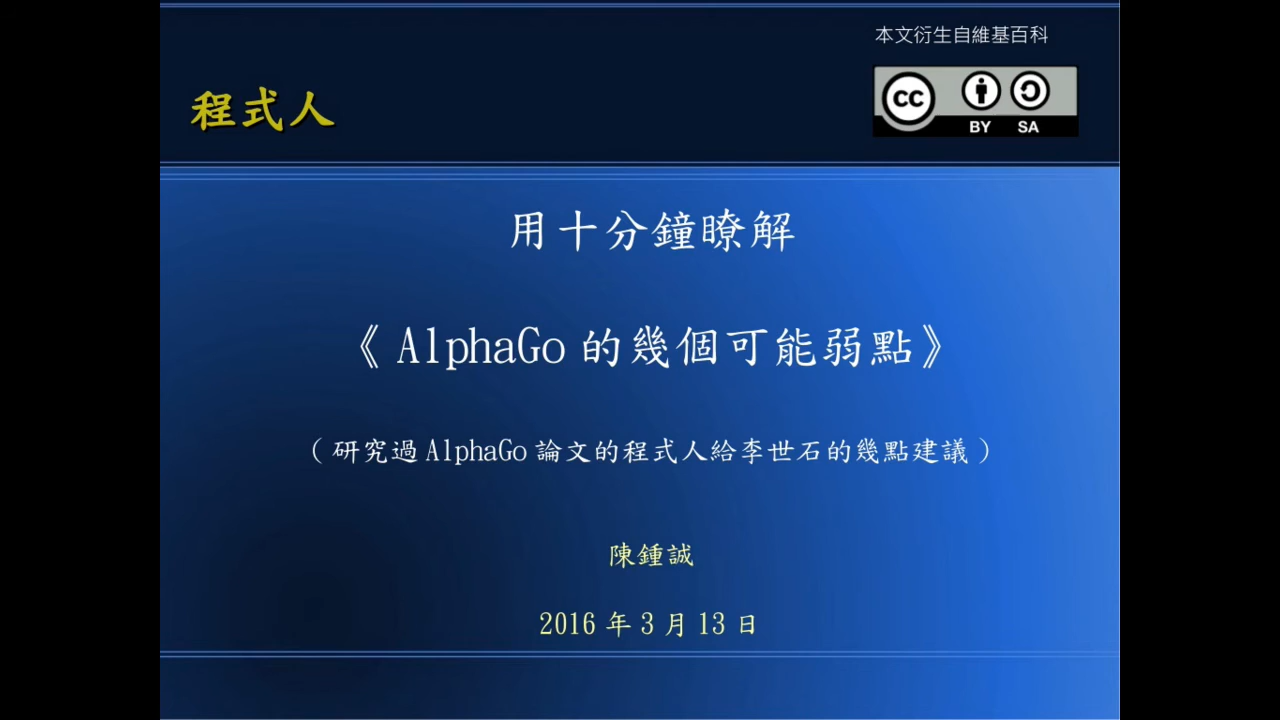 本文衍生自維基百科
程式人
cc
BY SA
用十分鐘瞭解
《 AlphaGo 的幾個可能弱點》
( 研究過 AlphaGo 論文的程式人給李世石的幾點建議 )
陳鍾誠
2016 年 3 月 13 日